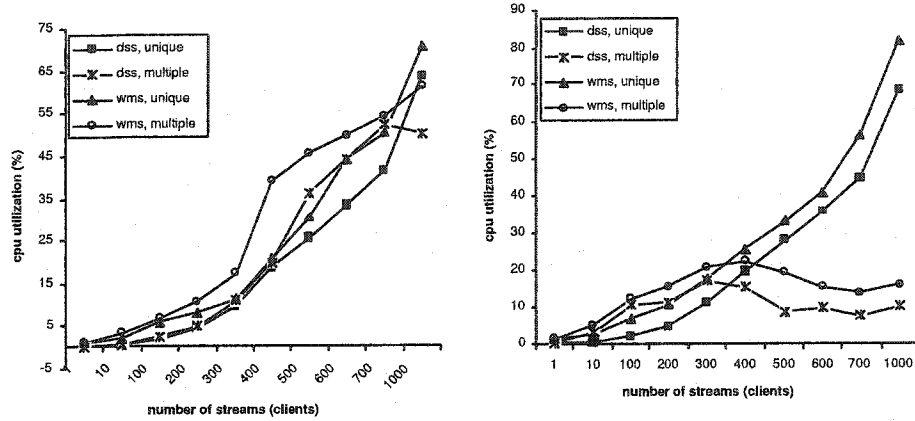 cpu utilization (%)
75
65
55
45
35
25
15
5
-5
dss, unique
dss, multiple
wms, unique
wms, multiple
10
100
200
300
400
500
600
700
1000
number of streams (clients)
cpu utilization (%)
90
80
70
60
50
40
30
20
10
0
dss, unique
dss, multiple
wms, unique
wms, multiple
1 10 100 200 300 400 500 600 700 1000
number of streams (clients)